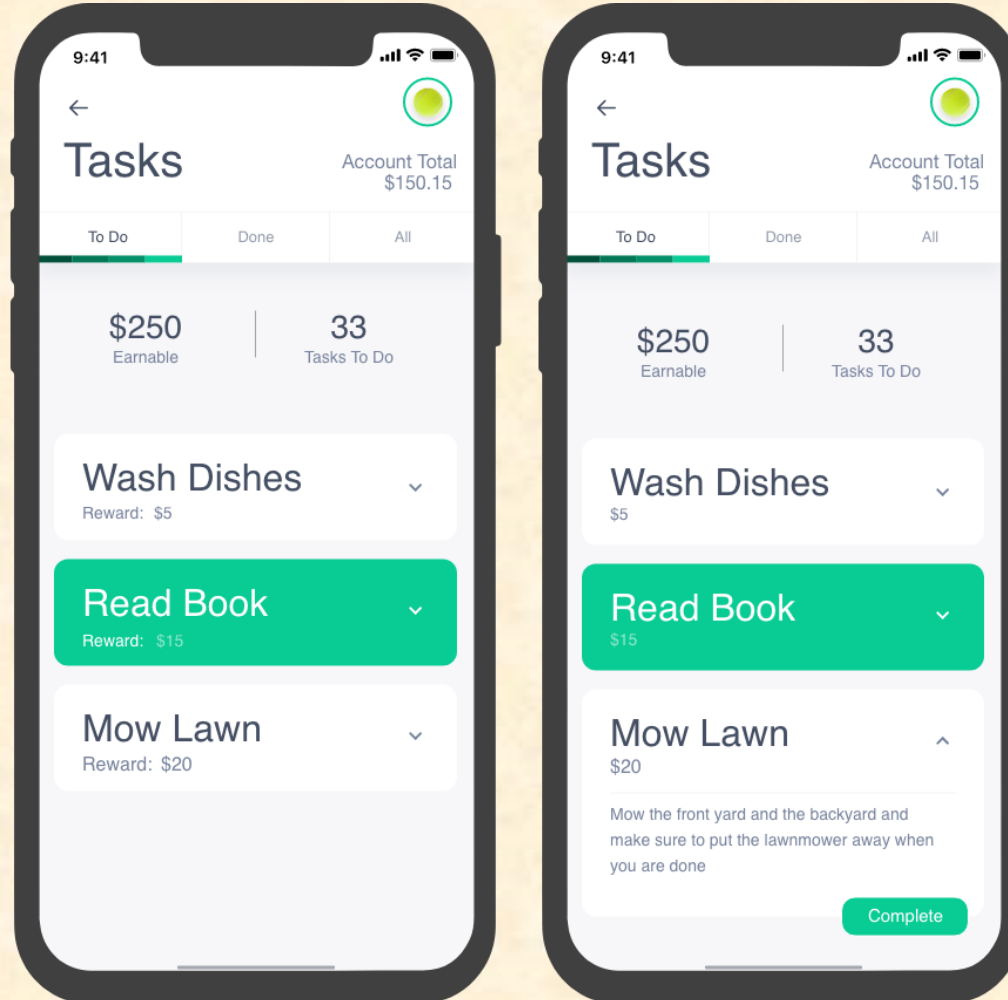 9:41
Tasks
Account Total
$150.15
To Do
Done
All
$250
Earnable
33
Tasks To Do
Wash Dishes
Reward: $5
Read Book
Reward: $15
Mow Lawn
Reward: $20
9:41
Tasks
Account Total
$150.15
To Do
Done
All
$250
Earnable
33
Tasks To Do
Wash Dishes
$5
Read Book
$15
Mow Lawn
$20
Mow the front yard and the backyard and
make sure to put the lawnmower away when
you are done
Complete